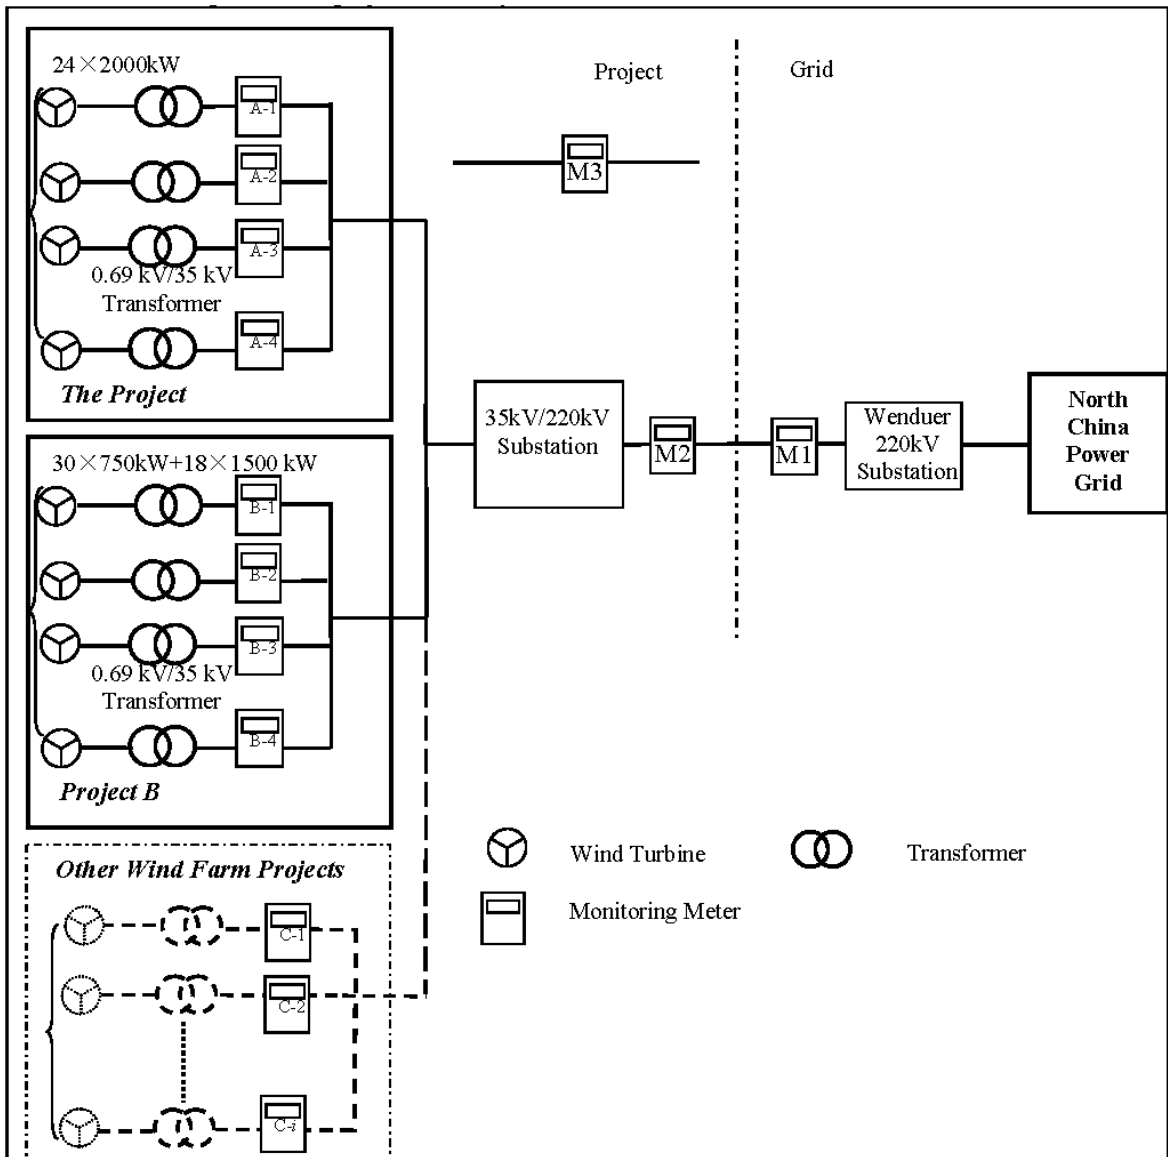 24×2000kW
A-1
A-2
A-3
0.69 kV/35 kV
Transformer
A-4
The Project
30×750kW+18×1500 kW
B-1
B-2
B-3
0.69 kV/35 kV
Transformer
B-4
Project B
Other Wind Farm Projects
C-1
C-2
C-i
Project
Grid
M3
35kV/220kV
Substation
M2
M1
Wenduer
220kV
Substation
North
China
Power
Grid
Wind Turbine
Transformer
Monitoring Meter